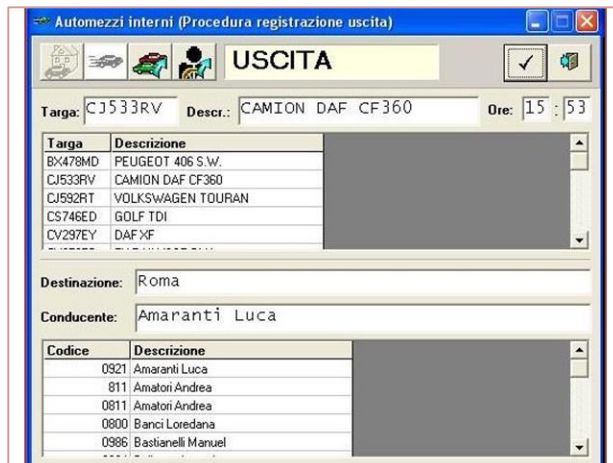 Automezzi interni (Procedura registrazione uscita)
USCITA
Targa: CJ533RV Descr.: CAMION DAF CF360 Ore: 15 : 53
Targa Descrizione
BX478MD PEUGEOT 406 S.W.
CJ533RV CAMION DAF CF360
CJ592RT VOLKSWAGEN TOURAN
CS746ED GOLF TDI
CV297EY DAF XF
Destinazione: Roma
Conducente: Amaranti Luca
Codice Descrizione
0921 Amaranti Luca
811 Amatori Andrea
0811 Amatori Andrea
0800 Banci Loredana
0986 Bastianelli Manuel